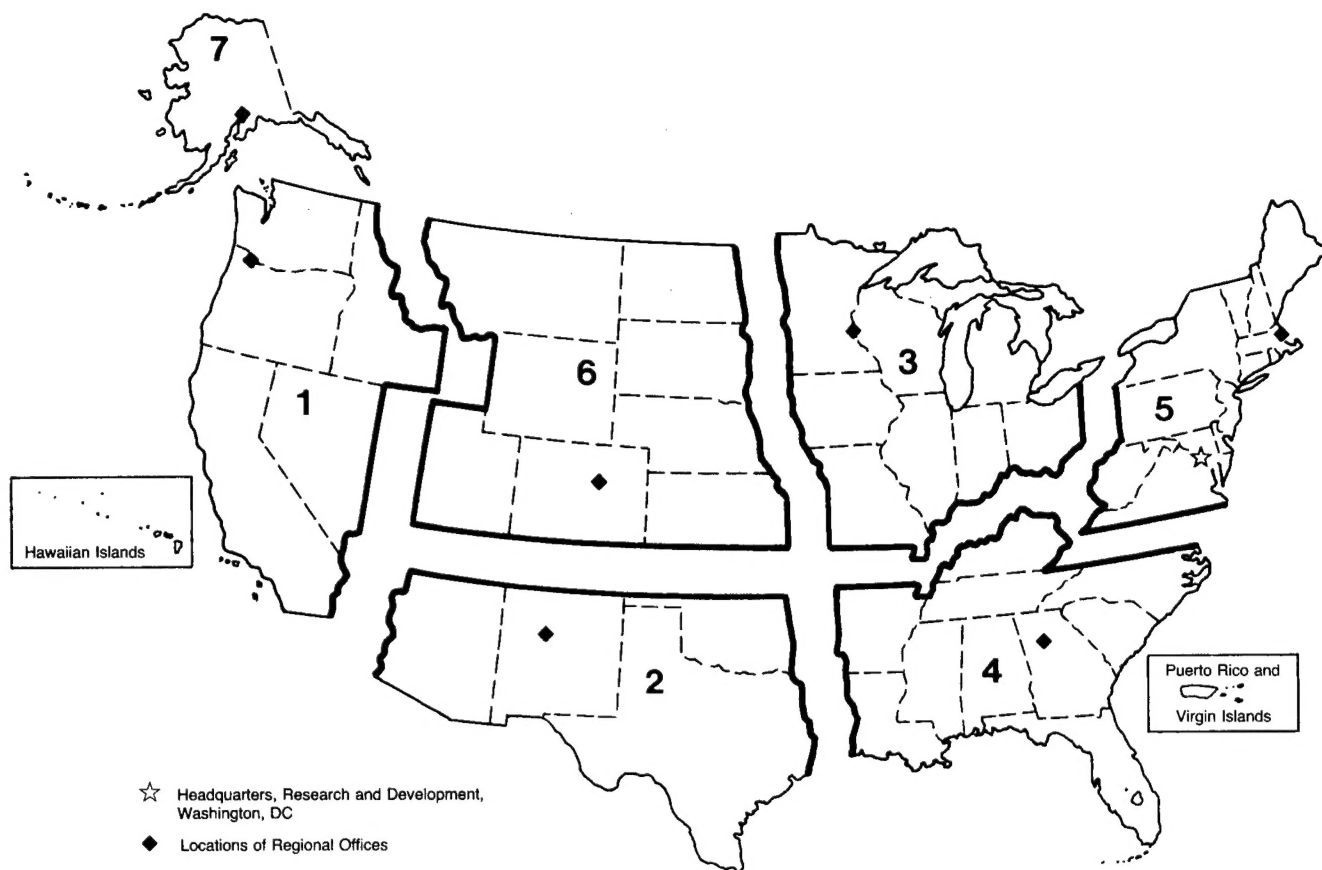 7
3
6
1
5
Hawaiian Islands
4
2
Puerto Rico and
Virgin Islands
Headquarters, Research and Development,
Washington, DC
Locations of Regional Offices